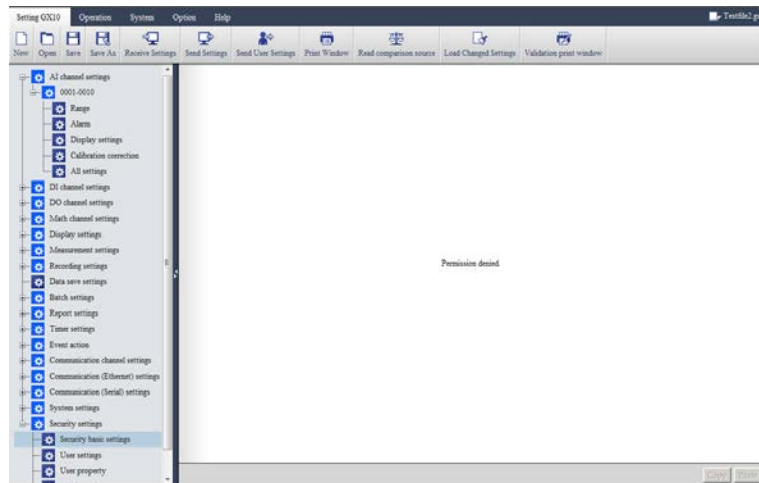 Setting GX10 Operation System Option Help
Testfile2.g
New Open Save Save As Receive Settings Send Settings Send User Settings Print Window Read comparison source Load Changed Settings Validation print window
AI channel settings
0001-0010
Range
Alarm
Display settings
Calibration correction
All settings
DI channel settings
DO channel settings
Math channel settings
Display settings
Measurement settings
Recording settings
Permission denied.
Data save settings
Batch settings
Report settings
Timer settings
Event action
Communication channel settings
Communication (Ethernet) settings
Communication (Serial) settings
System settings
Security settings
Security basic settings
User settings
User property
Copy Paste